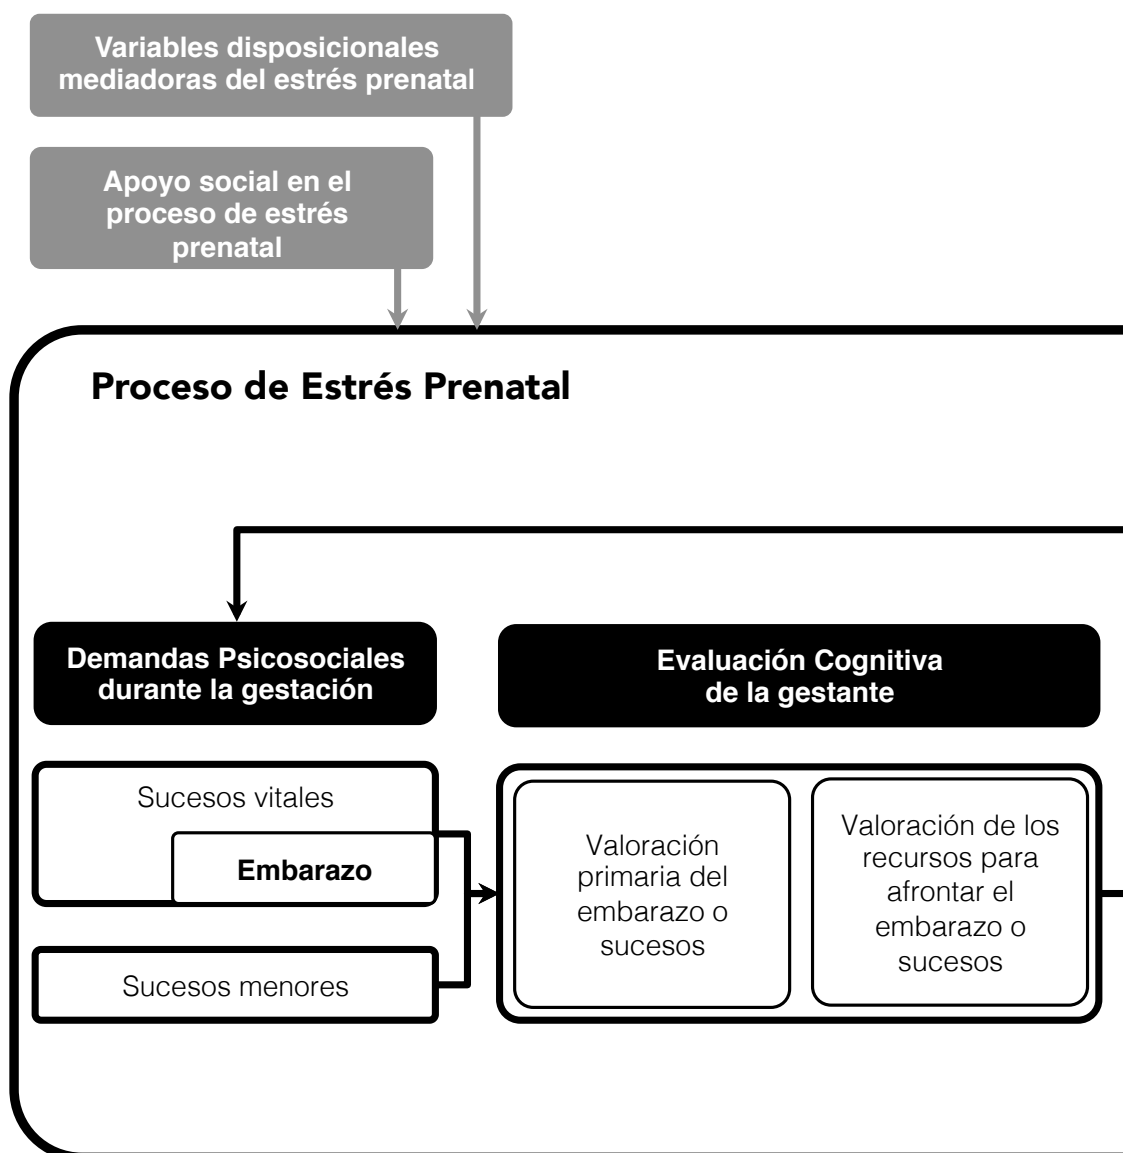 Variables disposicionales
mediadoras del estrés prenatal
Apoyo social en el
proceso de estrés
prenatal
Proceso de Estrés Prenatal
Demandas Psicosociales
durante la gestación
Evaluación Cognitiva
de la gestante
Sucesos vitales
Embarazo
Sucesos menores
Valoración
primaria del
embarazo o
sucesos
Valoración de los
recursos para
afrontar el
embarazo o
sucesos